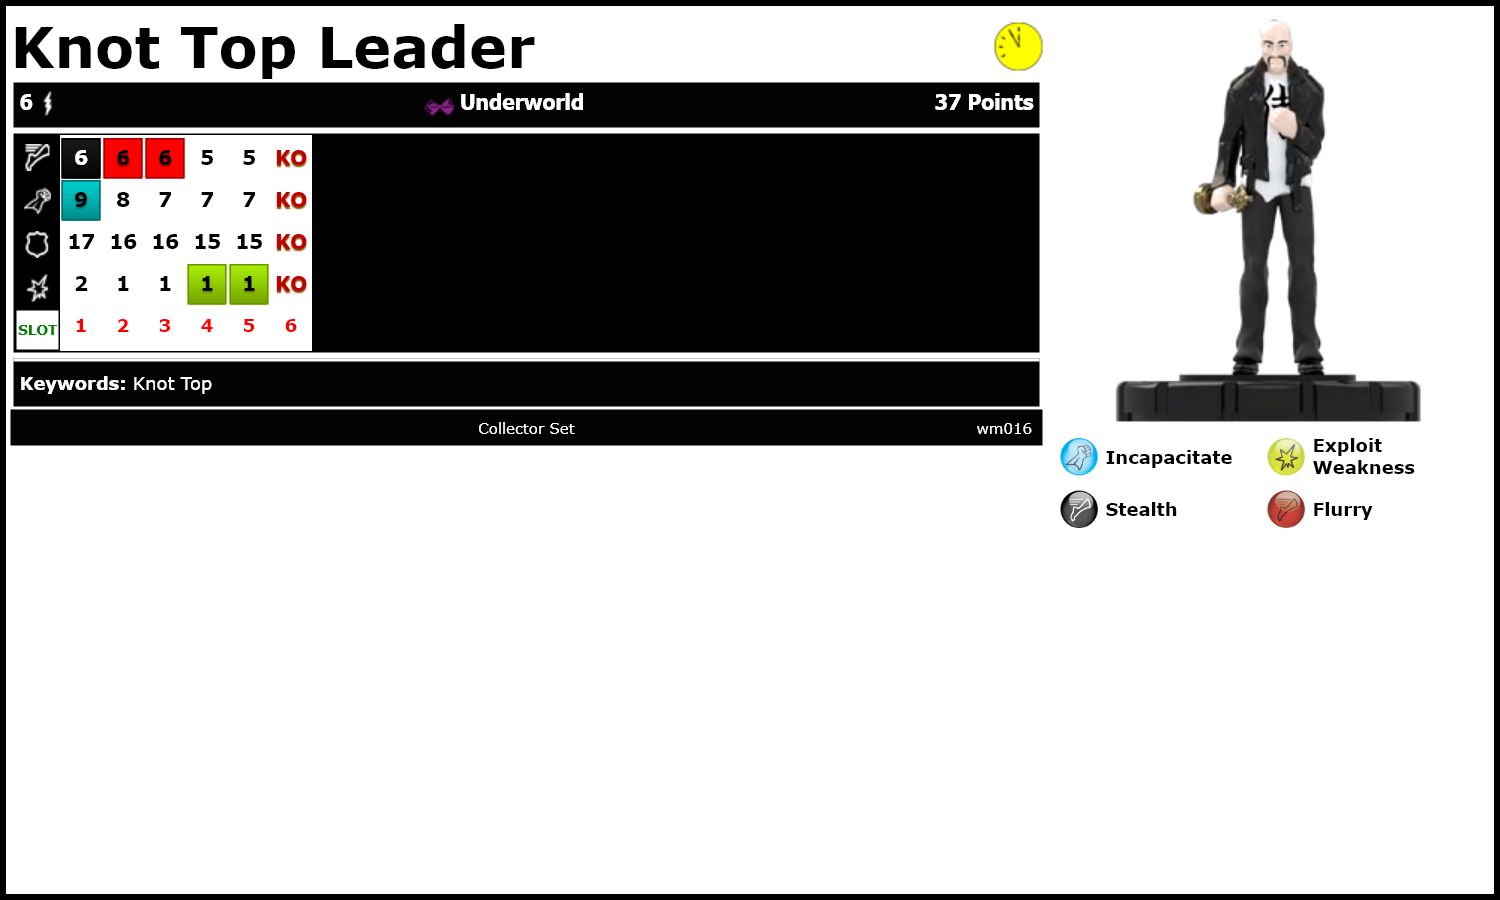 Knot Top Leader
6 Underworld 37 Points
6 6 6 5 5 KO
9 8 7 7 7 KO
17 16 16 15 15 KO
2 1 1 1 1 KO
SLOT 1 2 3 4 5 6
Keywords: Knot Top
Collector Set wm016
Incapacitate
Exploit
Weakness
Stealth
Flurry